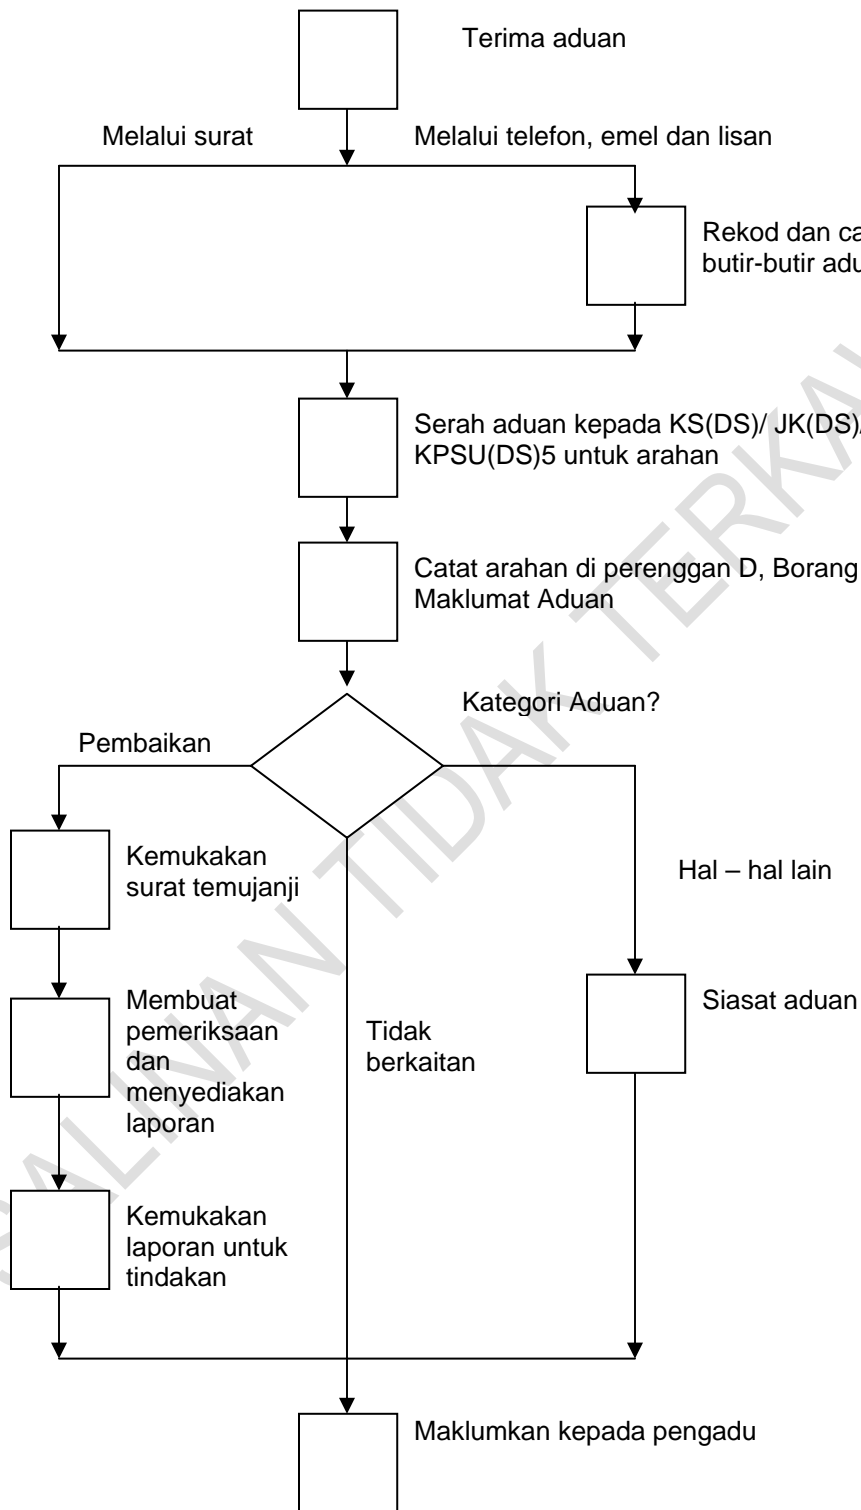 Terima aduan
Melalui surat
Melalui telefon, emel dan lisan
Rekod dan ca
butir-butir adu
Serah aduan kepada KS(DS)/ JK(DS)/
KPSU(DS)5 untuk arahan
Catat arahan di perenggan D, Borang
Maklumat Aduan
Kategori Aduan?
Pembaikan
Kemukakan
surat temujanji
Hal – hal lain
Membuat
pemeriksaan
dan
menyediakan
laporan
Tidak
berkaitan
Siasat aduan
Kemukakan
laporan untuk
tindakan
Maklumkan kepada pengadu
SALINAN TIDAK TERKAW